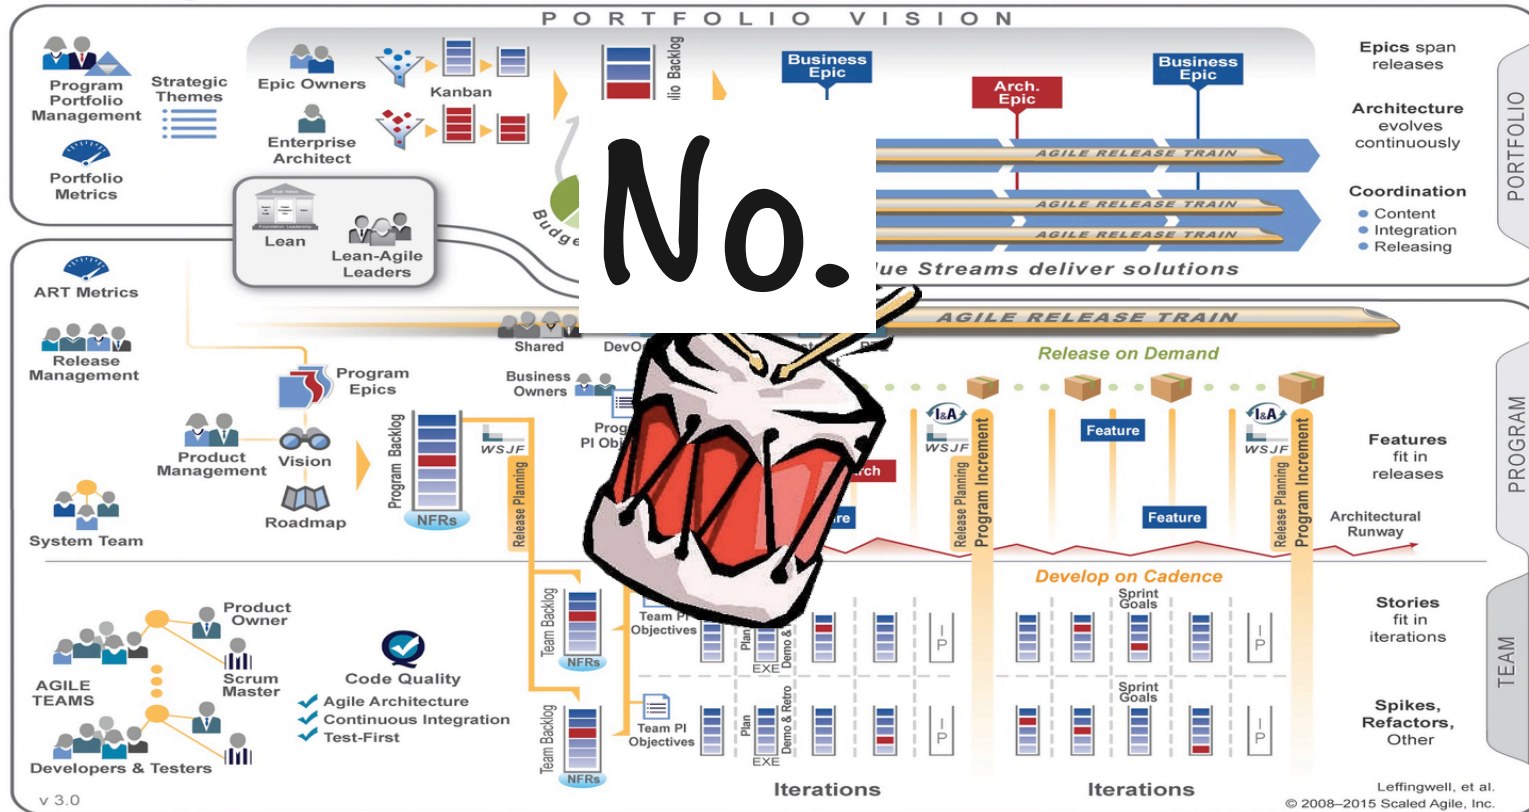 PORTFOLIO VISION
Program
Portfolio
Management
Strategic
Themes
Portfolio
Metrics
Epic Owners
Kanban
Enterprise
Architect
Backlog
Business
Epic
Arch.
Epic
Business
Epic
AGILE RELEASE TRAIN
AGILE RELEASE TRAIN
AGILE RELEASE TRAIN
Streams deliver solutions
Epics span
releases
Architecture
evolves
continuously
Coordination
Content
Integration
Releasing
PORTFOLIO
Lean
Lean-Agile
Leaders
No.
ART Metrics
Release
Management
Program
Epics
Product
Management
Vision
Roadmap
System Team
Program Backlog
NFRs
WSJF
Release Planning
Shared
Business
Owners
AGILE RELEASE TRAIN
Release on Demand
I&A
WSJF
Release Planning
Program Increment
Feature
Feature
I&A
WSJF
Release Planning
Program Increment
Features
fit in
releases
Architectural
Runway
PROGRAM
Develop on Cadence
AGILE
TEAMS
Product
Owner
Scrum
Master
Developers & Testers
Code Quality
Agile Architecture
Continuous Integration
Test-First
Team Backlog
NFRs
Team PI
Objectives
Plan
EXE
Demo &
I
P
Sprint
Goals
I
P
Team Backlog
NFRs
Team PI
Objectives
Plan
EXE
Demo & Retro
I
P
Sprint
Goals
I
P
Iterations
Iterations
Stories
fit in
iterations
Spikes,
Refactors,
Other
TEAM
v 3.0
Leffingwell, et al.
© 2008–2015 Scaled Agile, Inc.